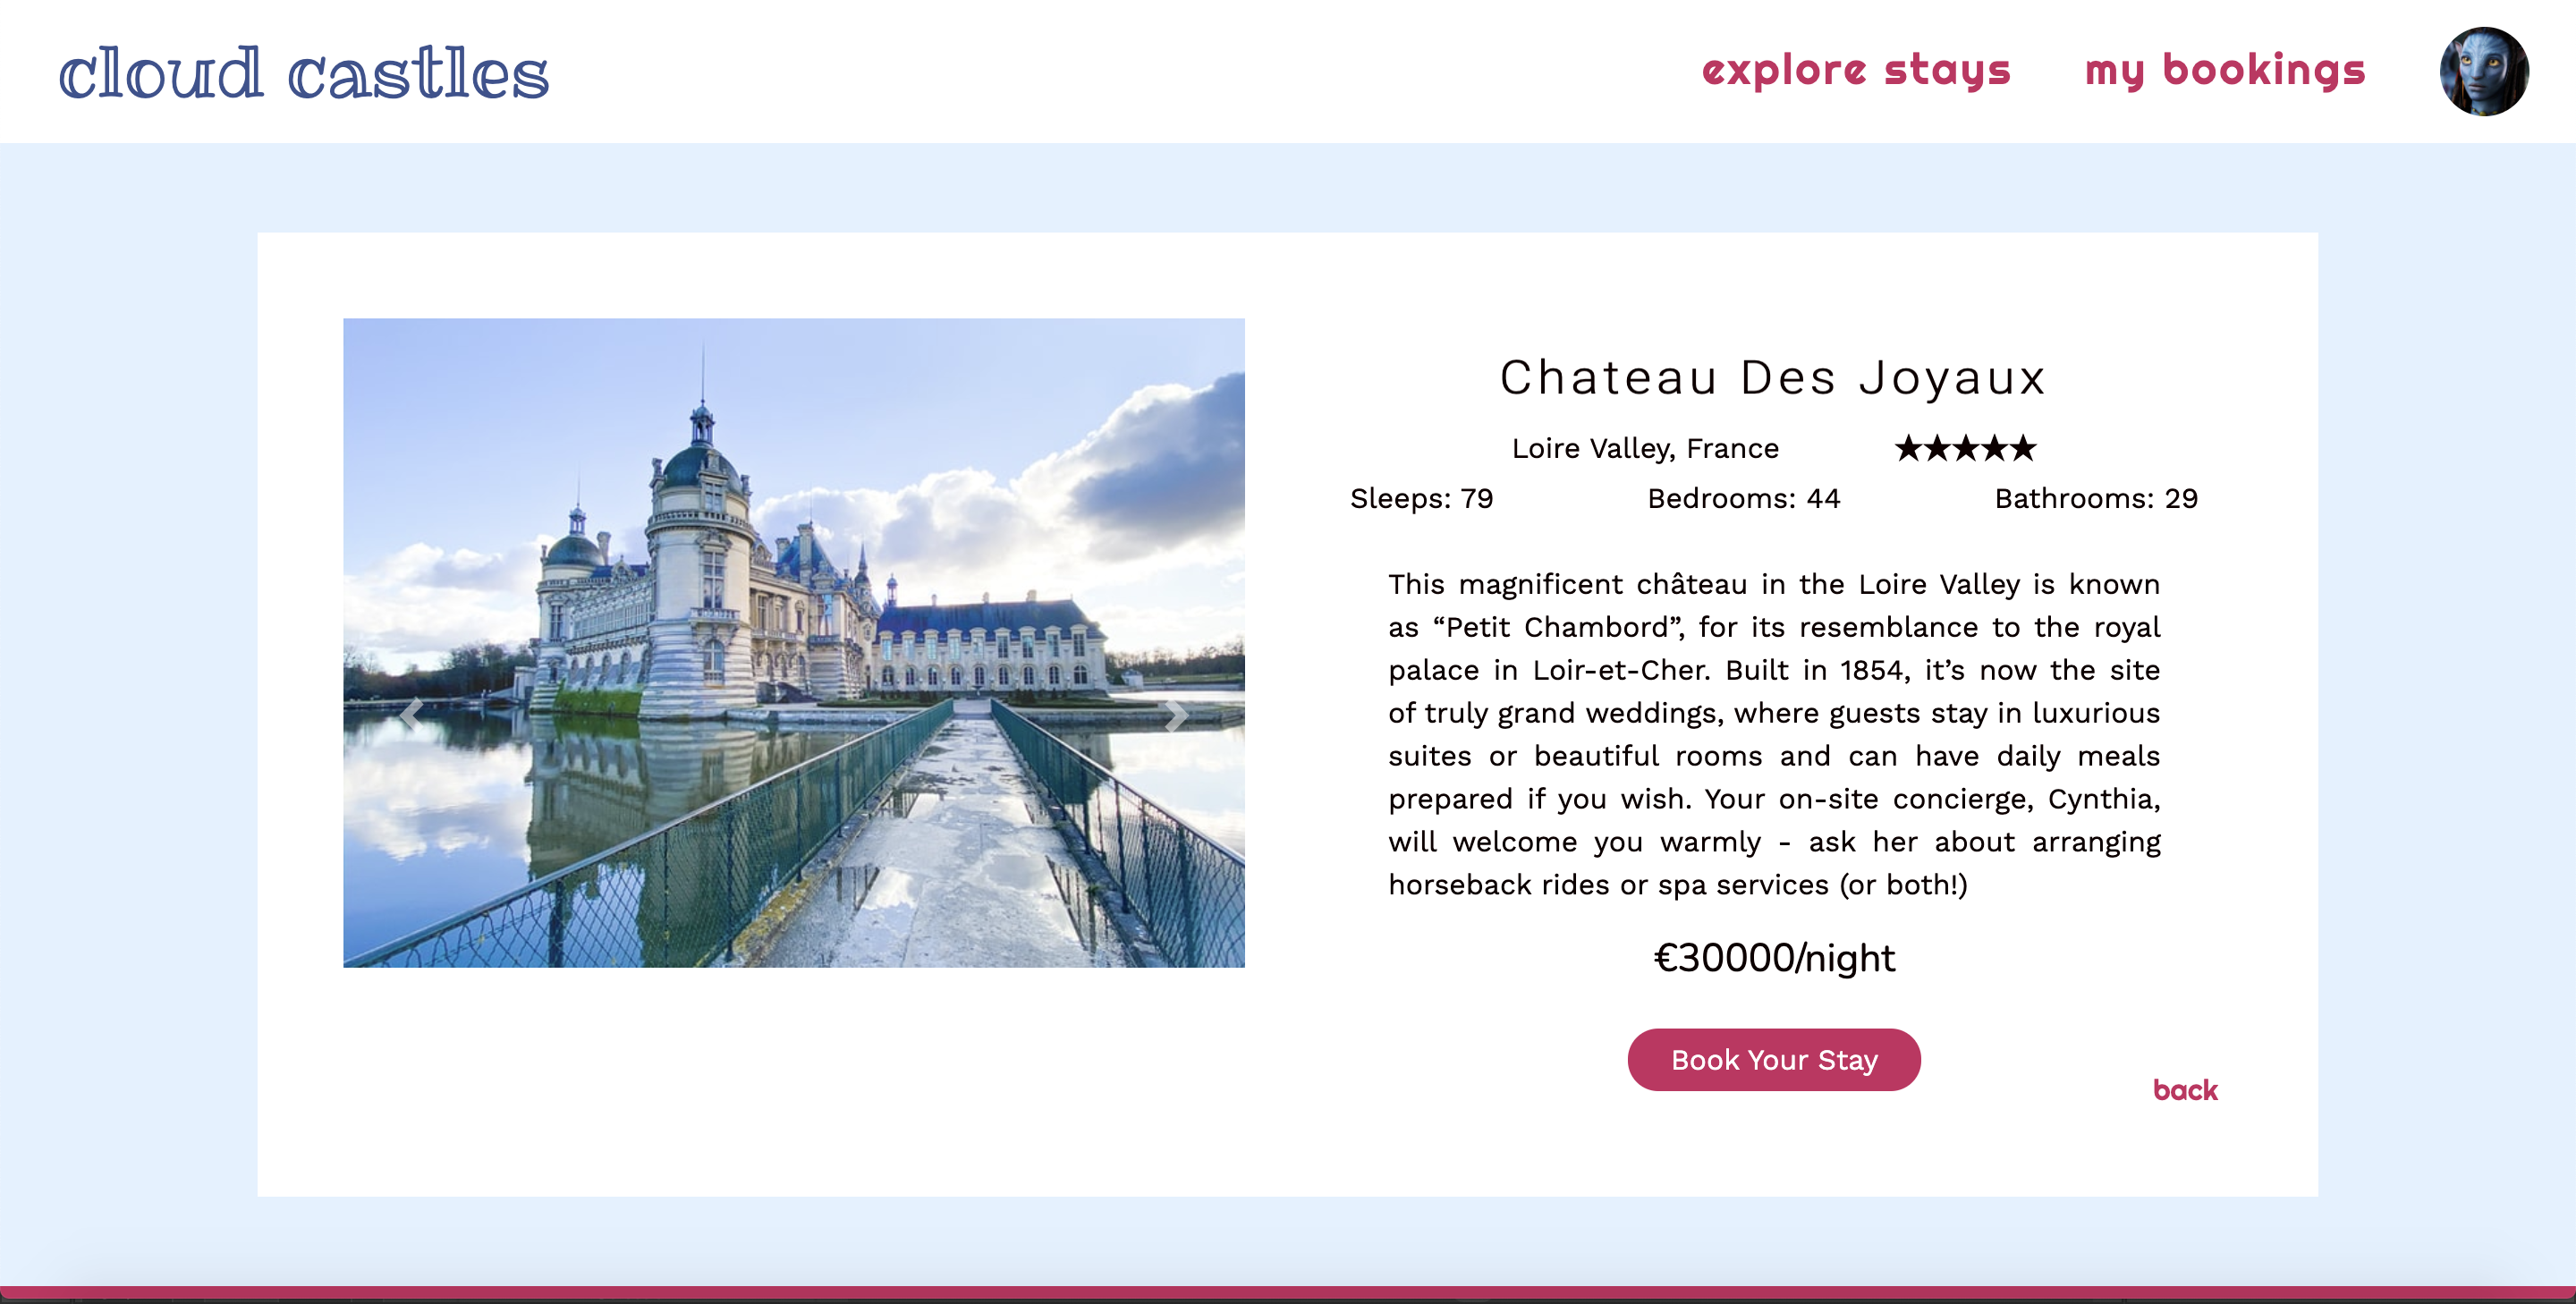 cloud castles
explore stays
my bookings
Chateau Des Joyaux
Loire Valley, France
★★★★★
Sleeps: 79
Bedrooms: 44
Bathrooms: 29
This magnificent château in the Loire Valley is known
as “Petit Chambord”, for its resemblance to the royal
palace in Loir-et-Cher. Built in 1854, it’s now the site
of truly grand weddings, where guests stay in luxurious
suites or beautiful rooms and can have daily meals
prepared if you wish. Your on-site concierge, Cynthia,
will welcome you warmly - ask her about arranging
horseback rides or spa services (or both!)
€30000/night
Book Your Stay
back